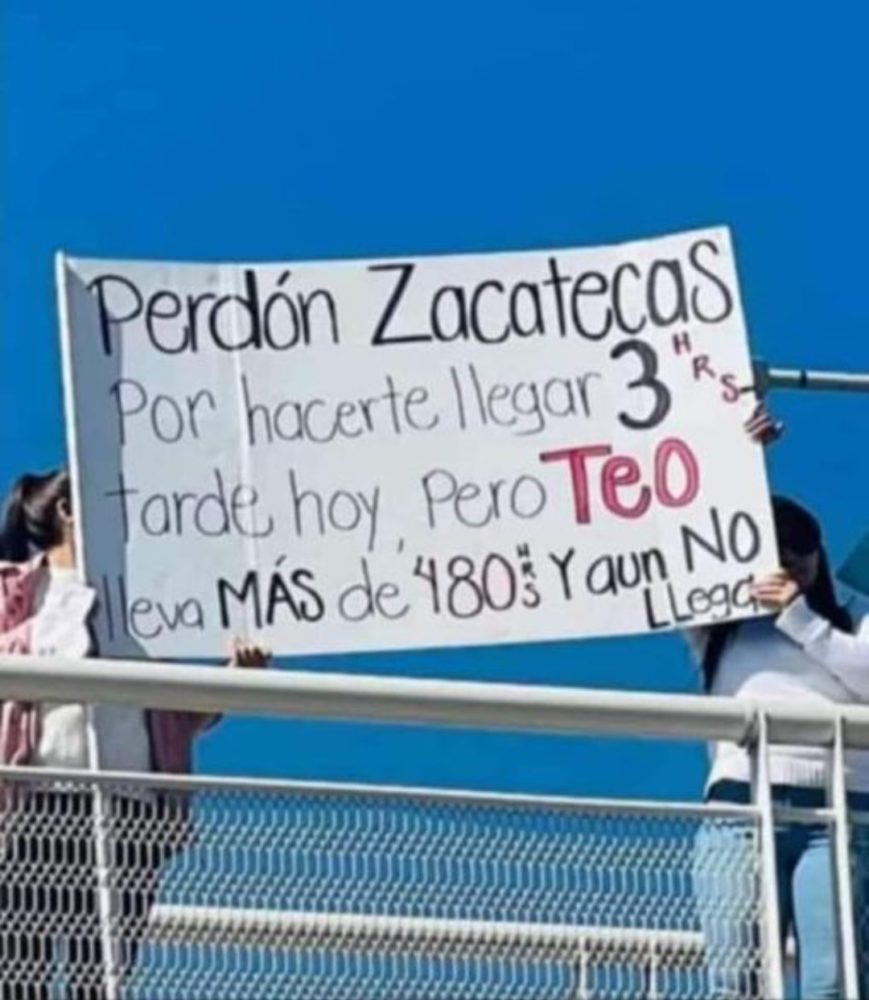 Perdón Zacatecas
Por hacerte llegar 3 HRS
tarde hoy, Pero Teo
lleva MÁS de 480 HRS Y aun NO
LLega